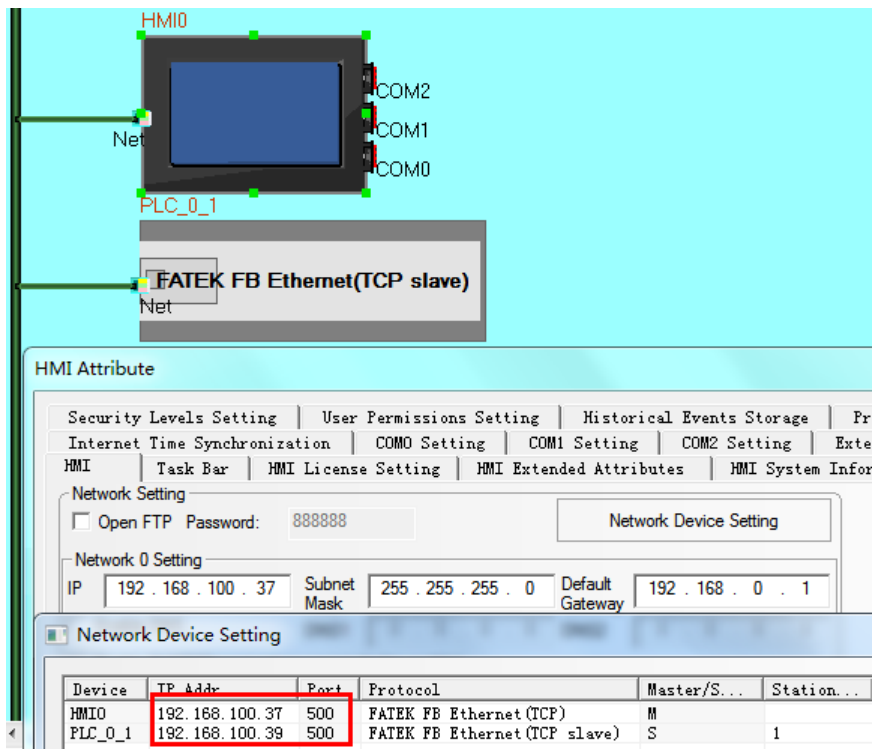 HMI0
COM2
COM1
Net
COM0
PLC_0_1
FATEK FB Ethernet(TCP slave)
Net
HMI Attribute
Security Levels Setting User Permissions Setting Historical Events Storage Pr
Internet Time Synchronization COM0 Setting COM1 Setting COM2 Setting Exte
HMI Task Bar HMI License Setting HMI Extended Attributes HMI System Infor
Network Setting
Open FTP Password: 888888 Network Device Setting
Network 0 Setting
IP 192 . 168 . 100 . 37 Subnet Mask 255 . 255 . 255 . 0 Default Gateway 192 . 168 . 0 . 1
Network Device Setting
Device IP Addr Port Protocol Master/S... Station...
HMI0 192.168.100.37 500 FATEK FB Ethernet(TCP) M
PLC_0_1 192.168.100.39 500 FATEK FB Ethernet(TCP slave) S 1